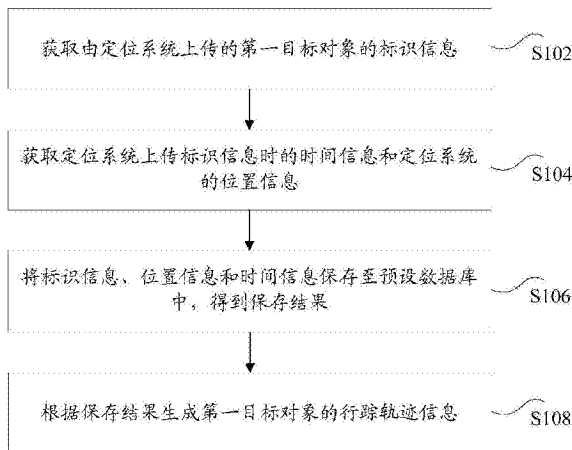 获取由定位系统上传的第一目标对象的标识信息
S102
获取定位系统上传标识信息时的时间信息和定位系统
的位置信息
S104
将标识信息、位置信息和时间信息保存至预设数据库
中，得到保存结果
S106
根据保存结果生成第一目标对象的行踪轨迹信息
S108